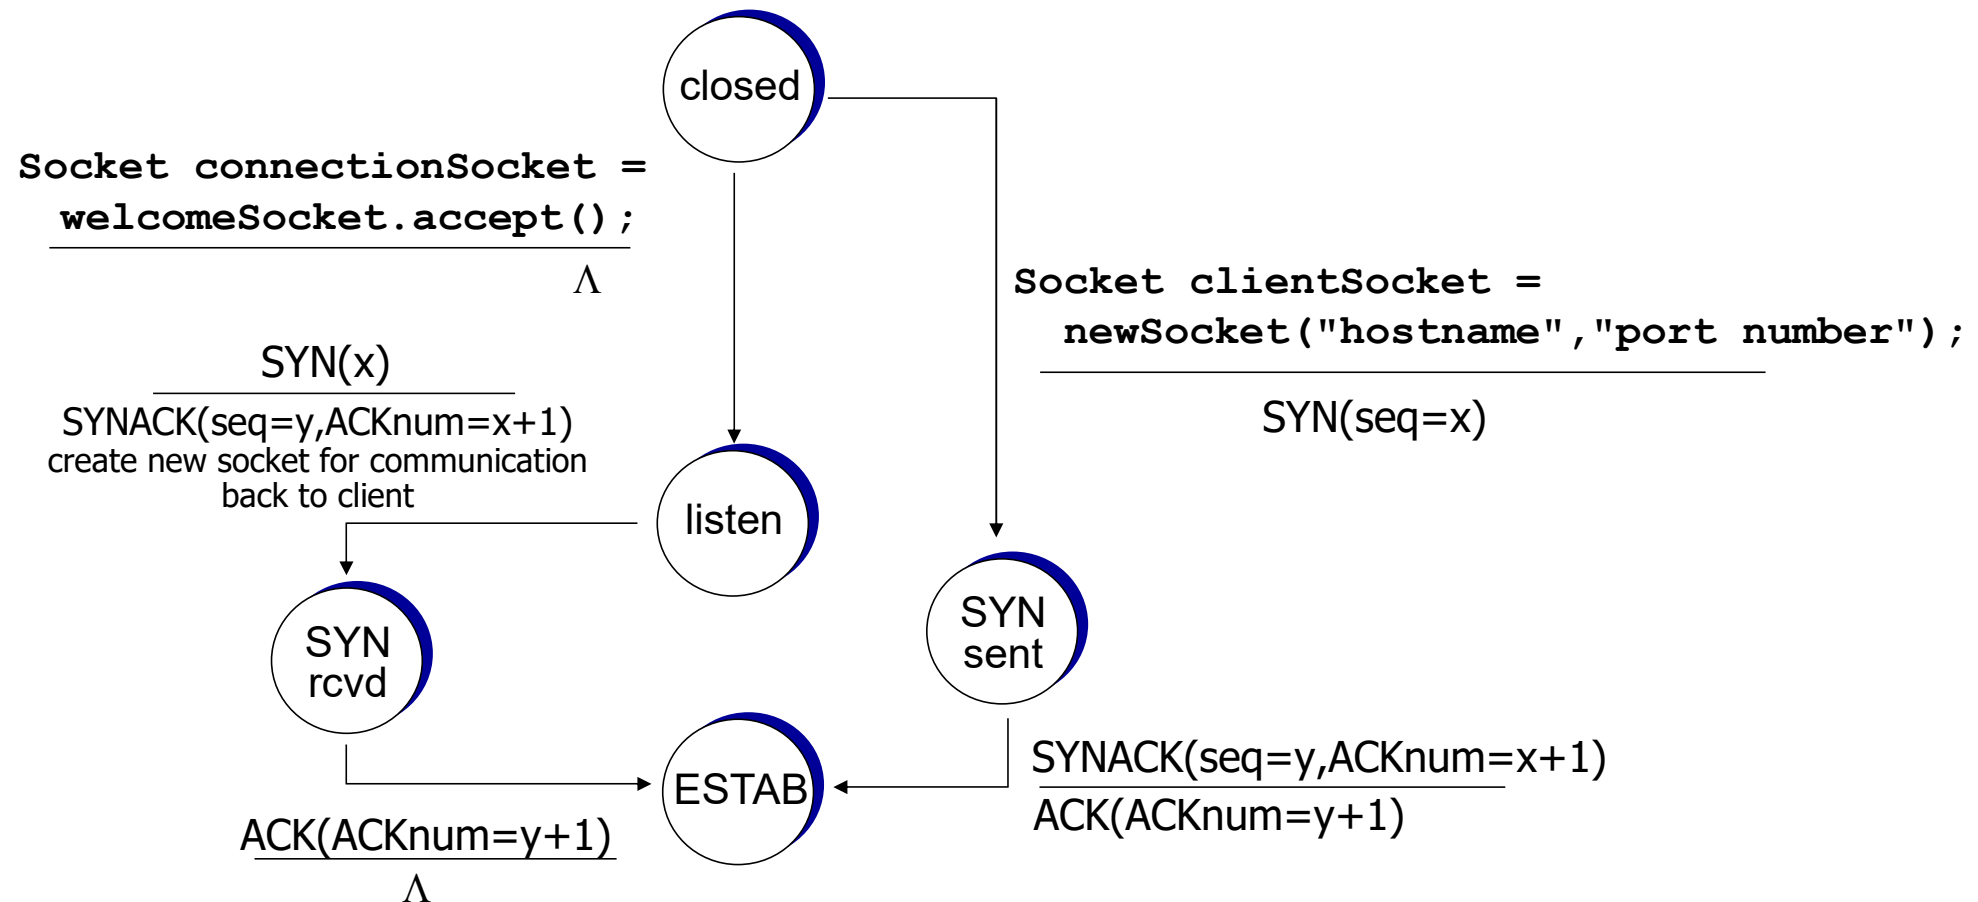 closed
Socket connectionSocket =
welcomeSocket.accept();
Λ
Socket clientSocket =
newSocket("hostname","port number");
SYN(seq=x)
SYN(x)
SYNACK(seq=y,ACKnum=x+1)
create new socket for communication
back to client
listen
SYN
rcvd
SYN
sent
ESTAB
SYNACK(seq=y,ACKnum=x+1)
ACK(ACKnum=y+1)
ACK(ACKnum=y+1)
Λ